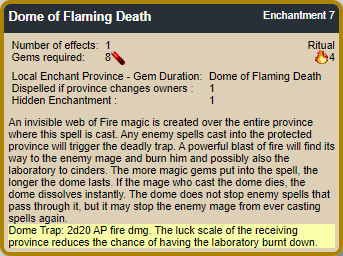 Dome of Flaming Death Enchantment 7
Number of effects: 1 Ritual
Gems required: 8 4
Local Enchant Province - Gem Duration: Dome of Flaming Death
Dispelled if province changes owners : 1
Hidden Enchantment : 1
An invisible web of Fire magic is created over the entire province
where this spell is cast. Any enemy spells cast into the protected
province will trigger the deadly trap. A powerful blast of fire will find its
way to the enemy mage and burn him and possibly also the
laboratory to cinders. The more magic gems put into the spell, the
longer the dome lasts. If the mage who cast the dome dies, the
dome dissolves instantly. The dome does not stop enemy spells that
pass through it, but it may stop the enemy mage from ever casting
spells again.
Dome Trap: 2d20 AP fire dmg. The luck scale of the receiving
province reduces the chance of having the laboratory burnt down.